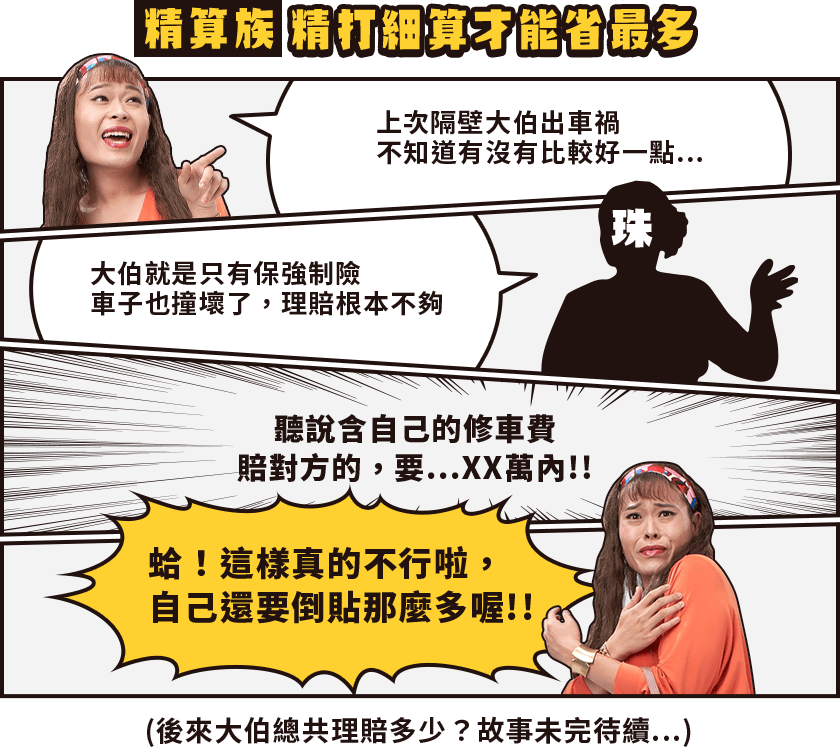 精算族 精打細算才能省最多
上次隔壁大伯出車禍
不知道有沒有比較好一點...
珠
大伯就是只有保強制險
車子也撞壞了，理賠根本不夠
聽說含自己的修車費
賠對方的，要...XX萬內!!
蛤！這樣真的不行啦，
自己還要倒貼那麼多喔!!
(後來大伯總共理賠多少？故事未完待續...)